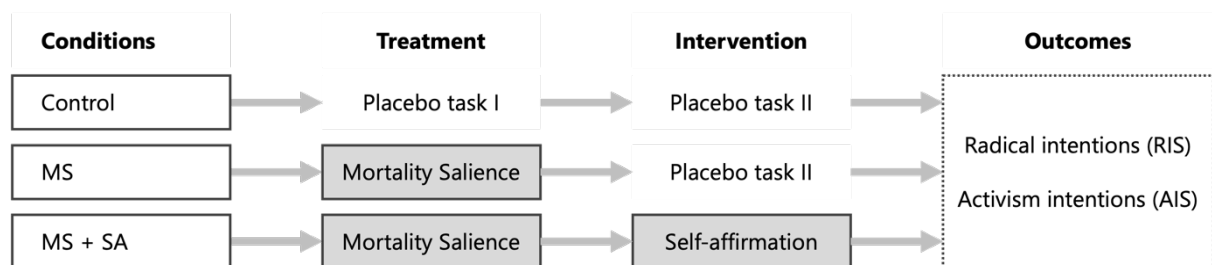 Conditions Treatment Intervention Outcomes
Control Placebo task I Placebo task II
Radical intentions (RIS)
MS Mortality Salience Placebo task II
Activism intentions (AIS)
MS + SA Mortality Salience Self-affirmation